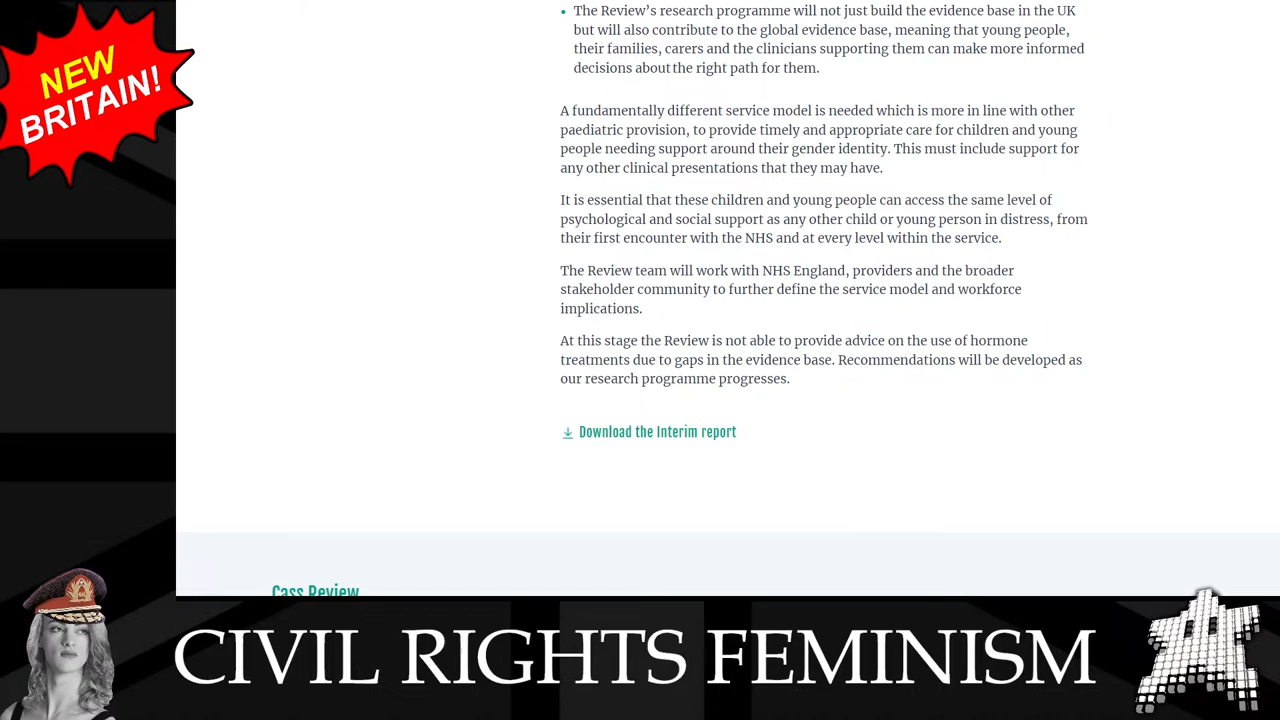 NEW
BRITAIN!
• The Review's research programme will not just build the evidence base in the UK
but will also contribute to the global evidence base, meaning that young people,
their families, carers and the clinicians supporting them can make more informed
decisions about the right path for them.
A fundamentally different service model is needed which is more in line with other
paediatric provision, to provide timely and appropriate care for children and young
people needing support around their gender identity. This must include support for
any other clinical presentations that they may have.
It is essential that these children and young people can access the same level of
psychological and social support as any other child or young person in distress, from
their first encounter with the NHS and at every level within the service.
The Review team will work with NHS England, providers and the broader
stakeholder community to further define the service model and workforce
implications.
At this stage the Review is not able to provide advice on the use of hormone
treatments due to gaps in the evidence base. Recommendations will be developed as
our research programme progresses.
Download the Interim report
Cass Review
CIVIL RIGHTS FEMINISM